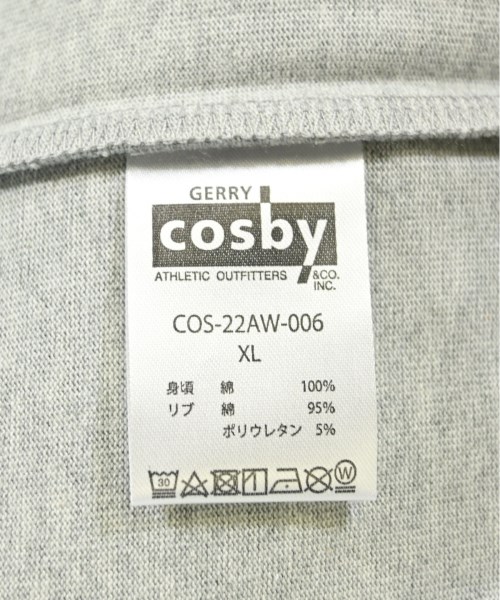 GERRY
cosby
ATHLETIC OUTFITTERS &CO. INC.
COS-22AW-006
XL
身頃 綿 100%
リブ 綿 95%
ポリウレタン 5%
30 W